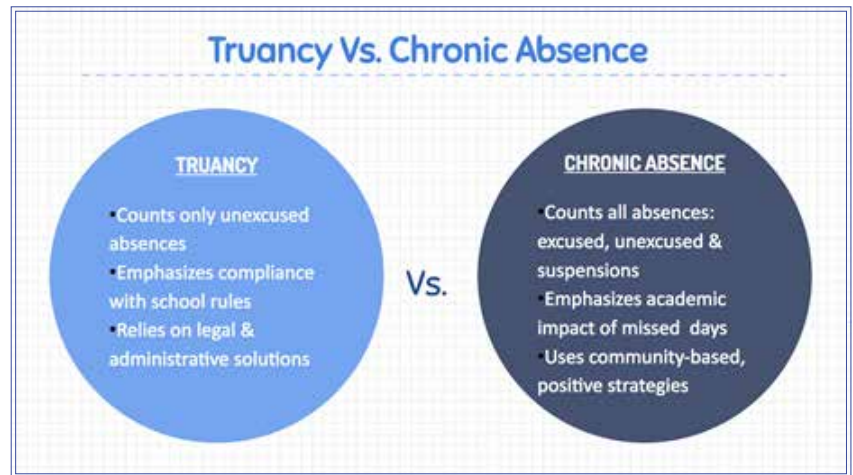 Truancy Vs. Chronic Absence
TRUANCY
•Counts only unexcused
absences
•Emphasizes compliance
with school rules
•Relies on legal &
administrative solutions
Vs.
CHRONIC ABSENCE
•Counts all absences:
excused, unexcused &
suspensions
•Emphasizes academic
impact of missed days
•Uses community-based,
positive strategies